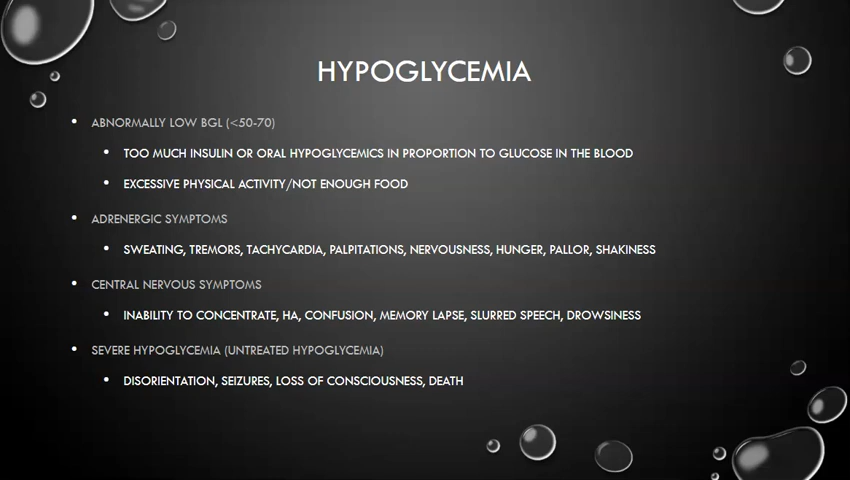 HYPOGLYCEMIA
• ABNORMALLY LOW BGL (<50-70)
• TOO MUCH INSULIN OR ORAL HYPOGLYCEMICS IN PROPORTION TO GLUCOSE IN THE BLOOD
• EXCESSIVE PHYSICAL ACTIVITY/NOT ENOUGH FOOD
• ADRENERGIC SYMPTOMS
• SWEATING, TREMORS, TACHYCARDIA, PALPITATIONS, NERVOUSNESS, HUNGER, PALLOR, SHAKINESS
• CENTRAL NERVOUS SYMPTOMS
• INABILITY TO CONCENTRATE, HA, CONFUSION, MEMORY LAPSE, SLURRED SPEECH, DROWSINESS
• SEVERE HYPOGLYCEMIA (UNTREATED HYPOGLYCEMIA)
• DISORIENTATION, SEIZURES, LOSS OF CONSCIOUSNESS, DEATH